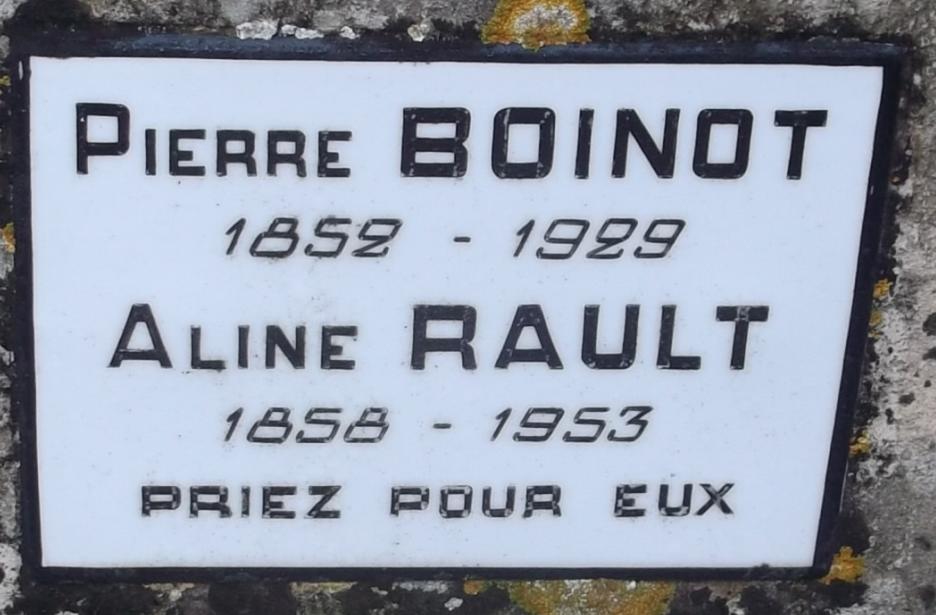 Pierre BOINOT
1852 - 1929
Aline RAULT
1858 - 1953
PRIEZ POUR EUX